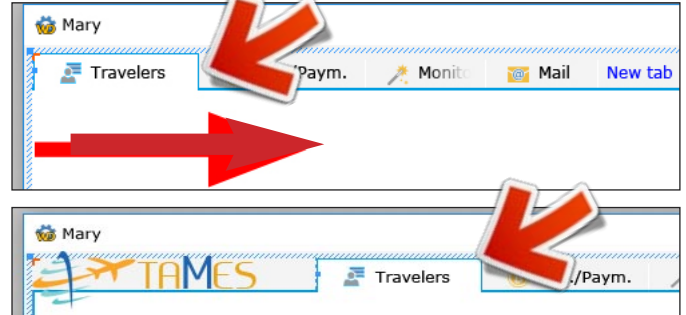 Mary
Travelers /Paym. Monito @ Mail New tab
Mary
TAMES Travelers ./Paym.